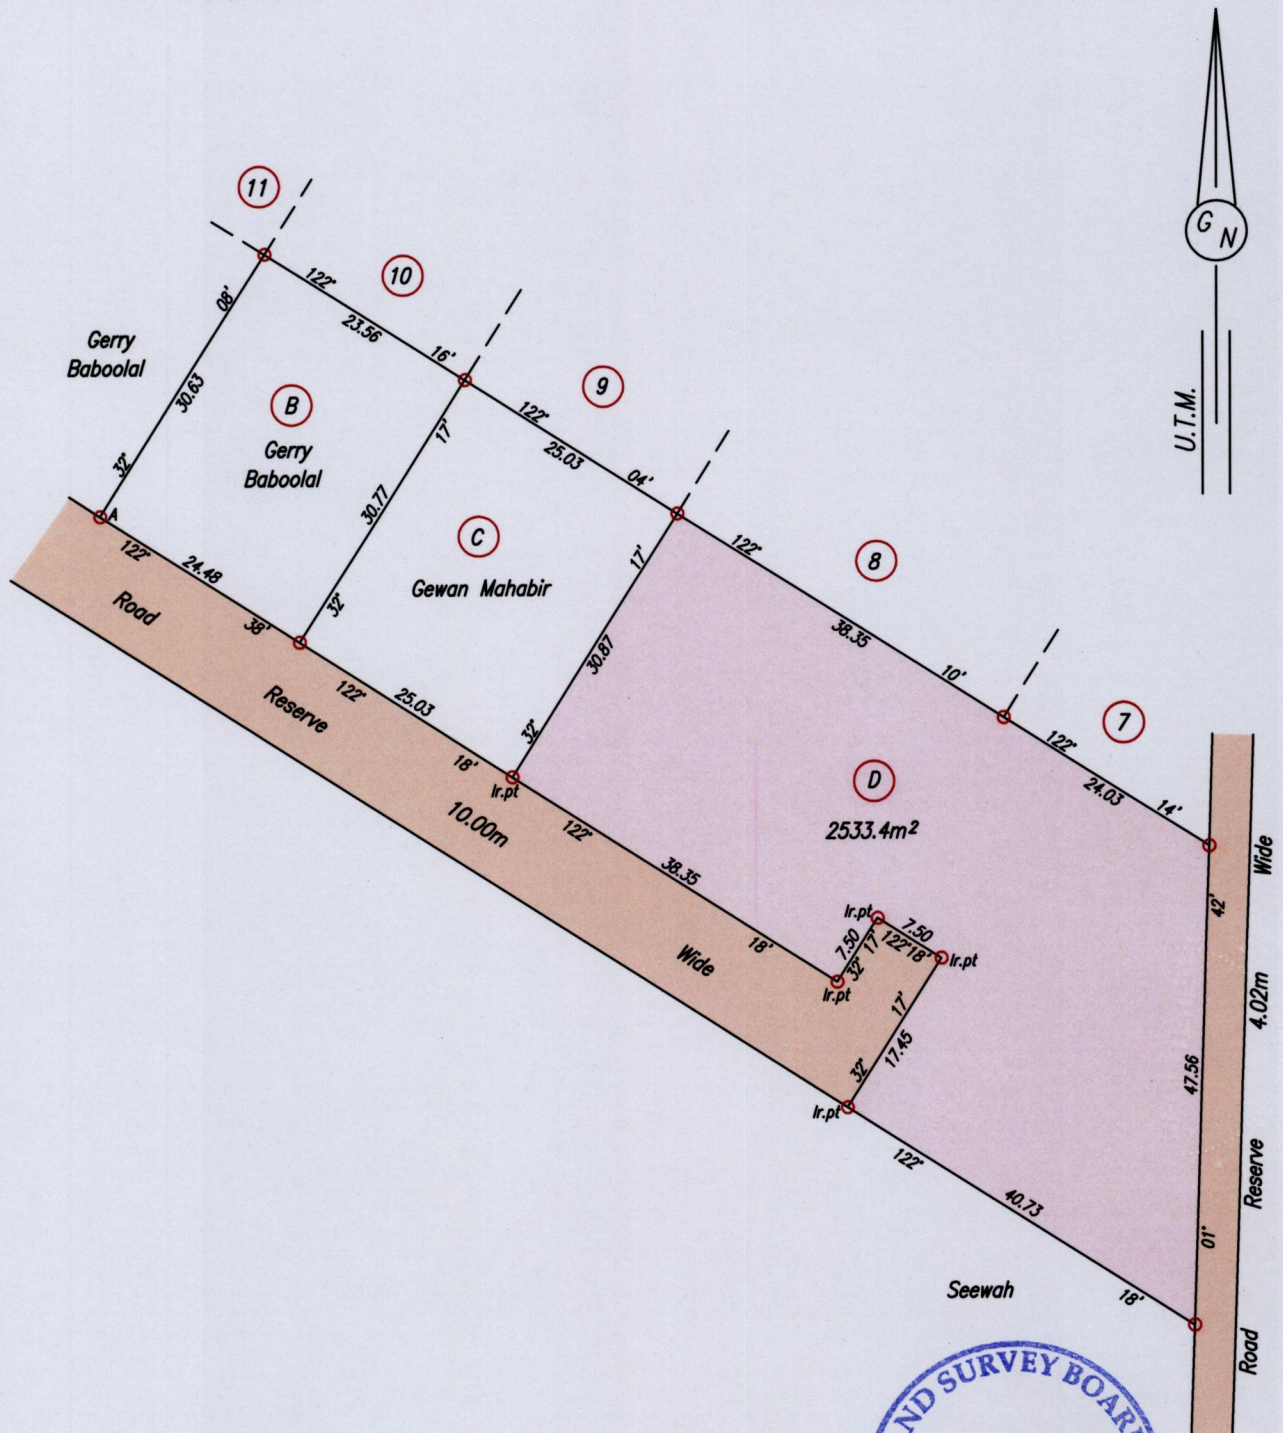 11
G N
10
122° 16'
23.56
08' 32°
30.63
Gerry
Baboolal
B
Gerry
Baboolal
9
122° 04'
25.03
17' 32°
30.77
C
Gewan Mahabir
U.T.M.
A
122° 38'
24.48
8
122° 10'
38.35
17' 32°
30.87
122° 18'
25.03
Ir.pt
7
122° 14'
24.03
D
2533.4m²
Road Reserve 10.00m Wide
122° 18'
38.35
Ir.pt
7.50
32° 17'
Ir.pt
7.50
122° 18'
Ir.pt
17' 32°
17.45
Ir.pt
42' 01°
47.56
Wide 4.02m Reserve Road
122° 18'
40.73
Seewah
ND SURVEY BOAR